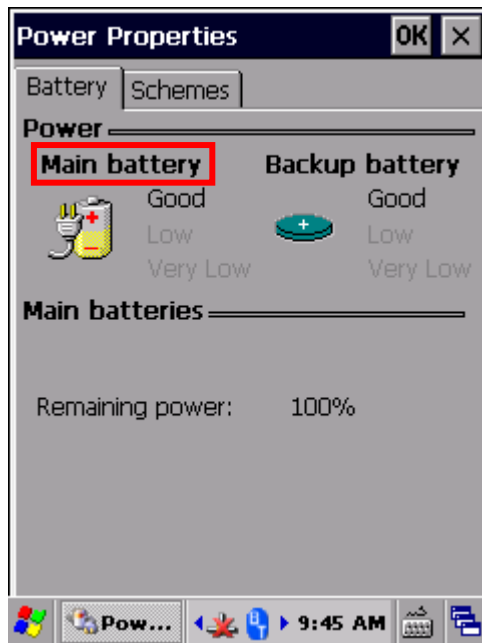 Power Properties OK ×
Battery Schemes
Power
Main battery Backup battery
Good Good
Low Low
Very Low Very Low
Main batteries
Remaining power: 100%
Pow... 9:45 AM